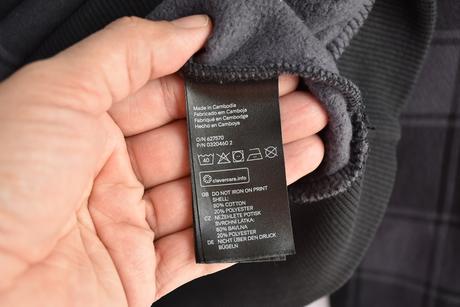 Made in Cambodia
Fabricado em Camboja
Fabriqué en Cambodge
Hecho en Camboya
O/N 627570
P/N 0320460 2
40
clevercare.info
GB DO NOT IRON ON PRINT
SHELL:
80% COTTON
20% POLYESTER
CZ NEŽEHLETE POTISK
SVRCHNÍ LÁTKA:
80% BAVLNA
20% POLYESTER
DE NICHT ÜBER DEN DRUCK
BÜGELN